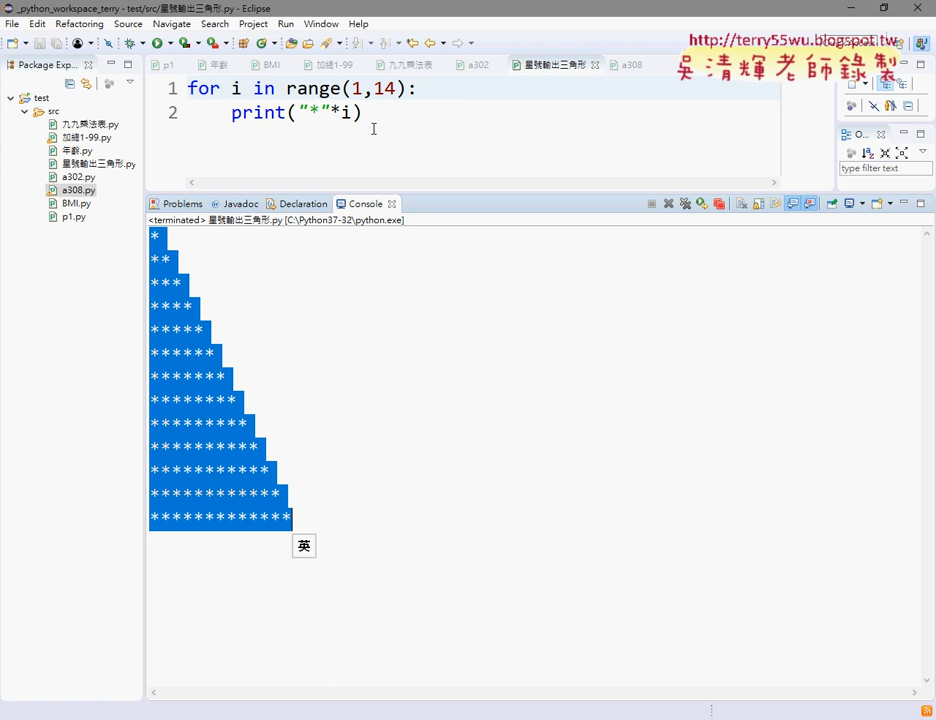 _python_workspace_terry - test/src/星號輸出三角形.py - Eclipse
File Edit Refactoring Source Navigate Search Project Run Window Help
http://terry55wu.blogspot.tw
吳清輝老師錄製
Package Exp...
p1 年齡 BMI 加總1-99 九九乘法表 a302 星號輸出三角形 a308
test
src
九九乘法表.py
加總1-99.py
年齡.py
星號輸出三角形.py
a302.py
a308.py
BMI.py
p1.py
1 for i in range(1,14):
2 print("*"*i)
O...
type filter text
Problems Javadoc Declaration Console
<terminated> 星號輸出三角形.py [C:\Python37-32\python.exe]
*
**
***
****
*****
******
*******
********
*********
**********
***********
************
*************
英